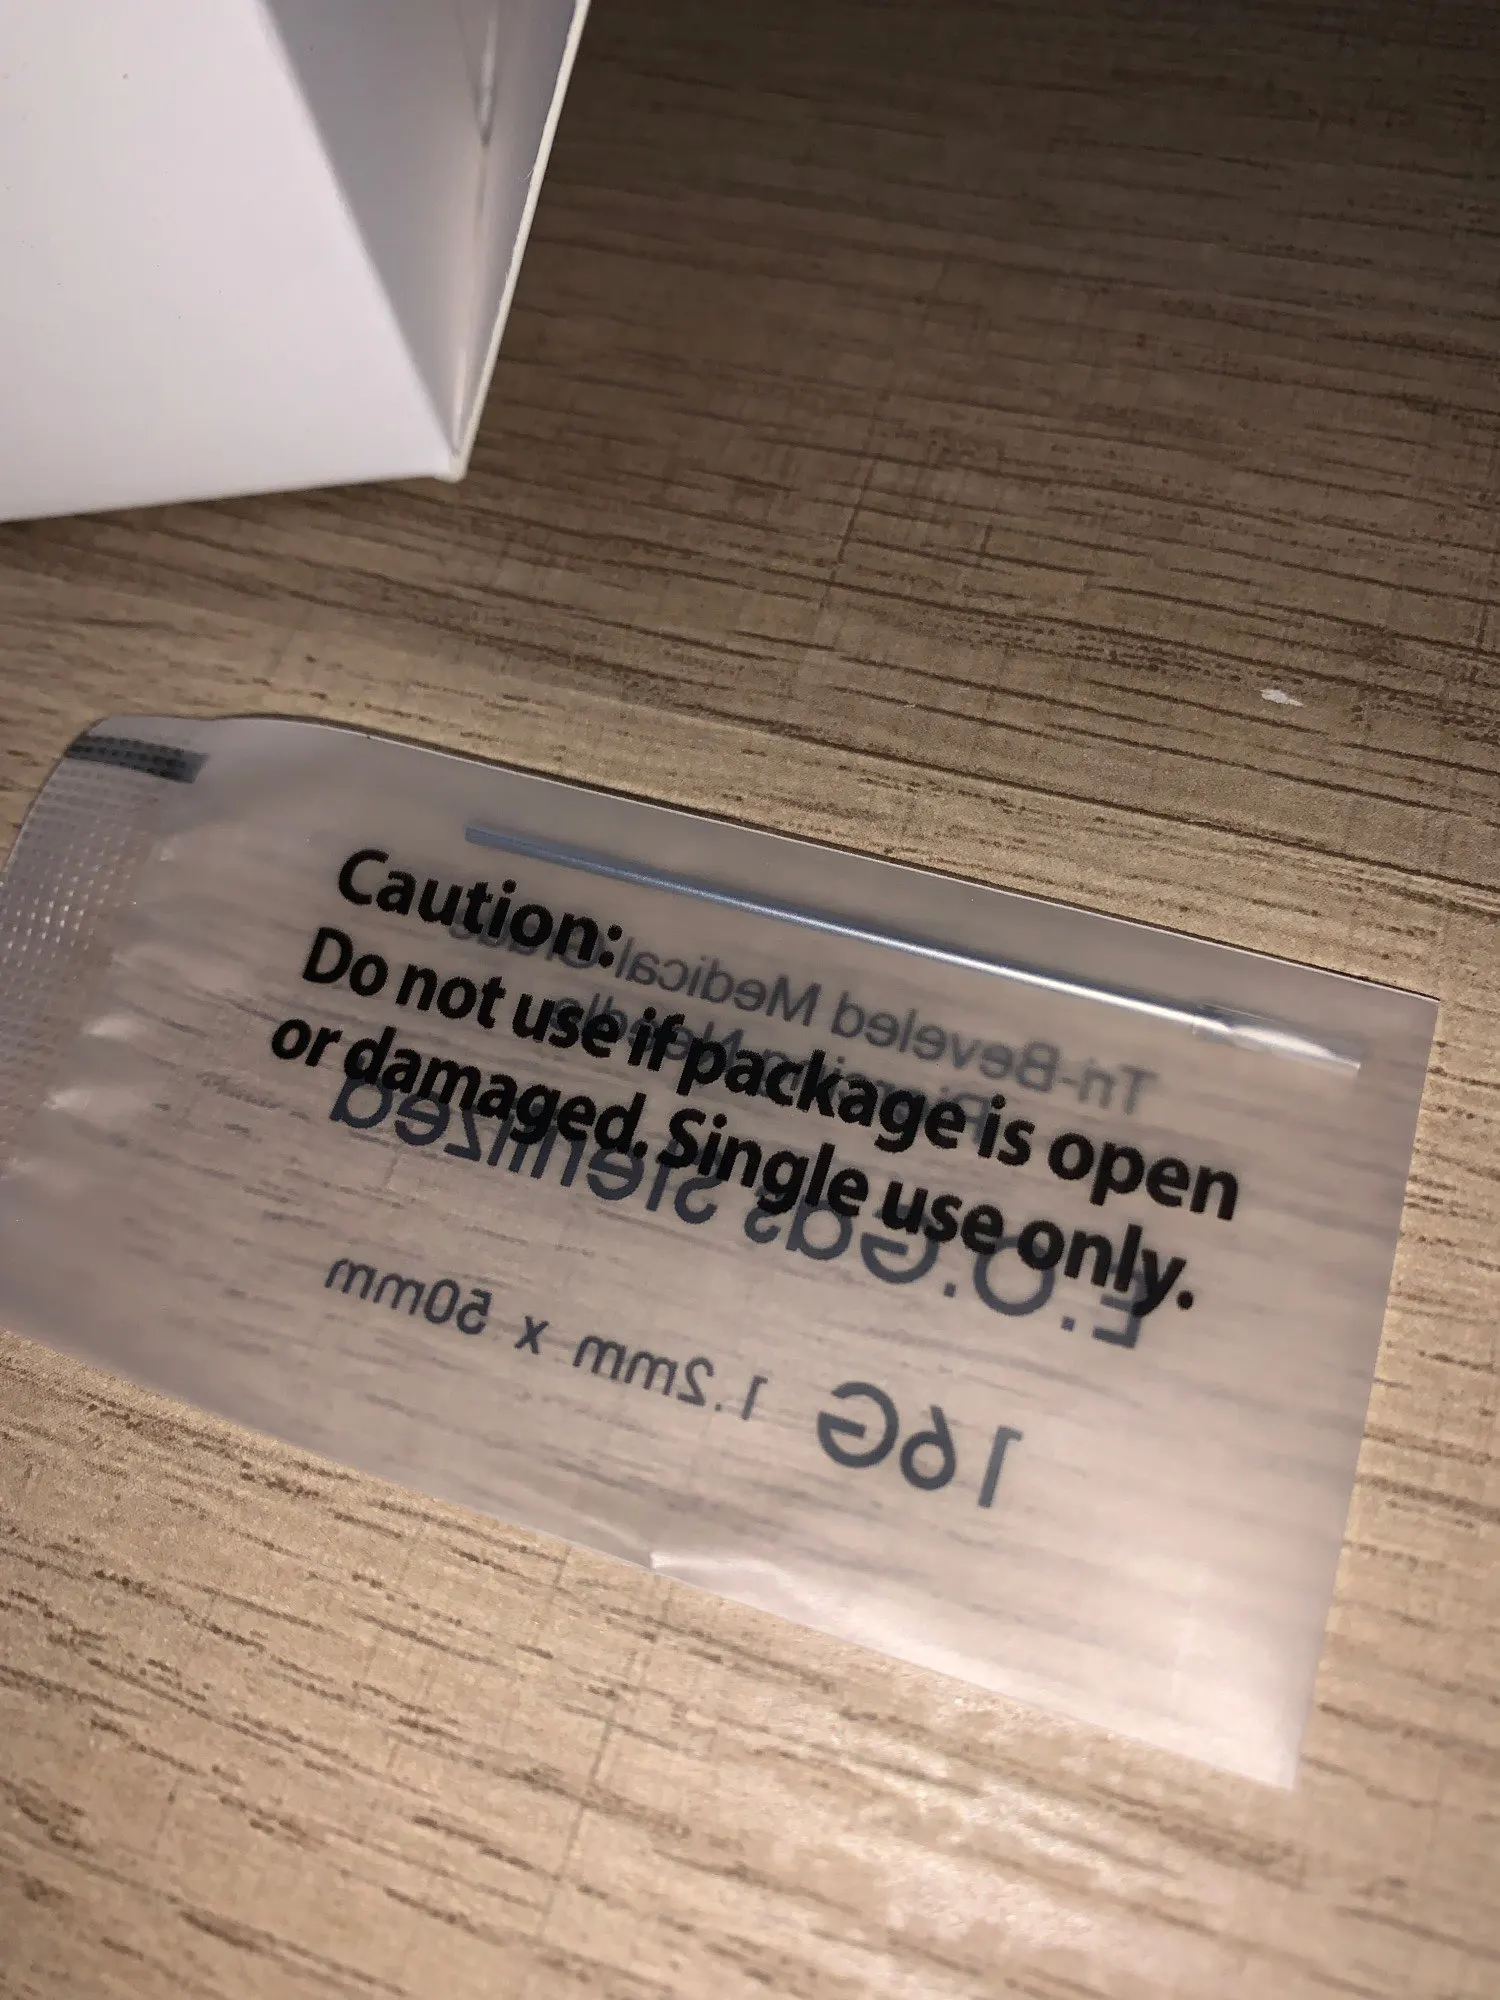 Caution:
Do not use if package is open
or damaged. Single use only.
Tri-Beveled Medical
Piercing Needle
E.O.Gas Sterilized
16G 1.2mm x 50mm